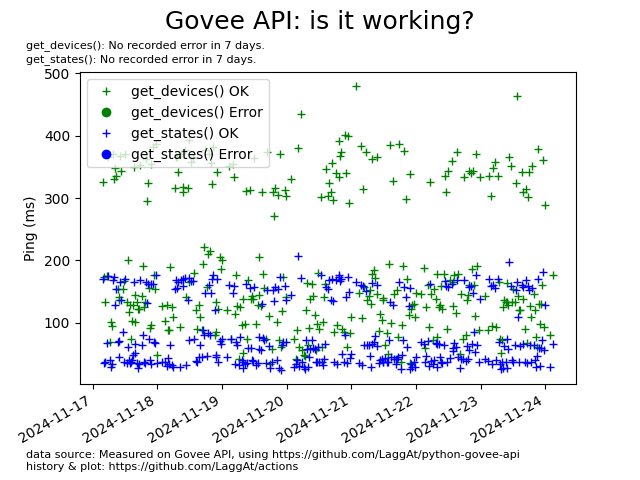 Govee API: is it working?
get_devices(): No recorded error in 7 days.
get_states(): No recorded error in 7 days.
get_devices() OK
get_devices() Error
get_states() OK
get_states() Error
Ping (ms)
500
400
300
200
100
2024-11-17
2024-11-18
2024-11-19
2024-11-20
2024-11-21
2024-11-22
2024-11-23
2024-11-24
data source: Measured on Govee API, using https://github.com/LaggAt/python-govee-api
history & plot: https://github.com/LaggAt/actions